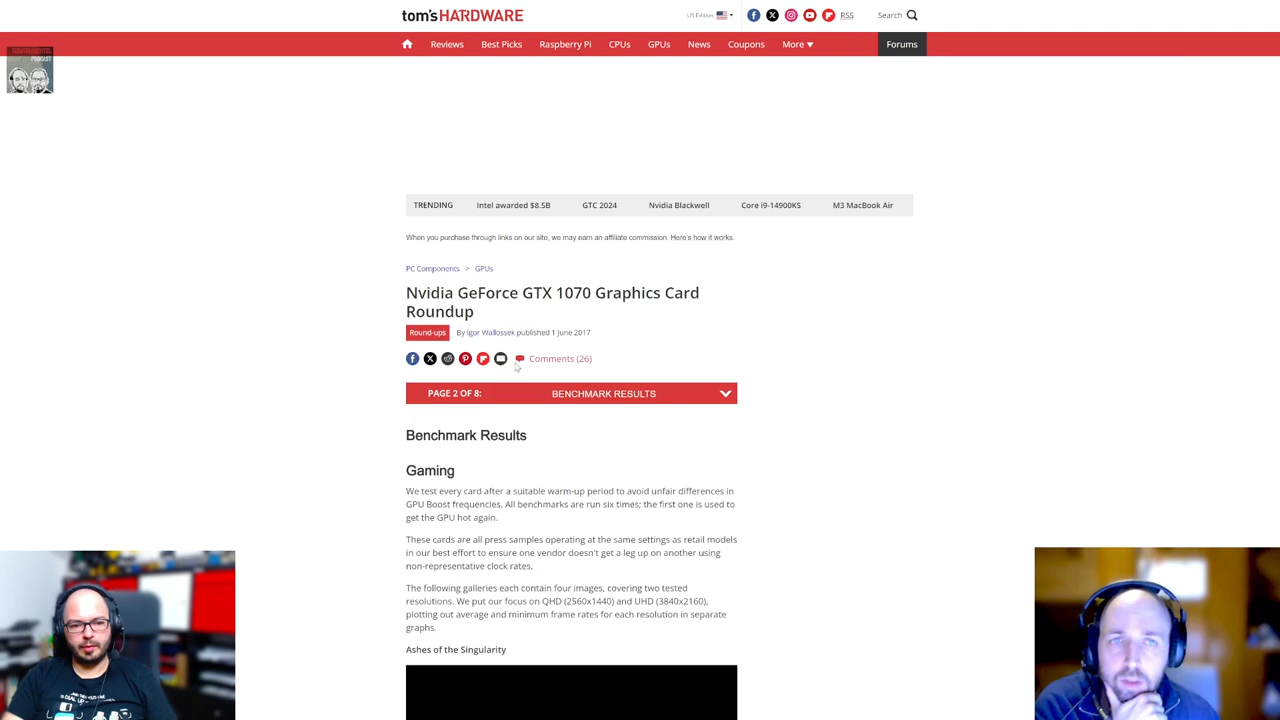 tom's HARDWARE
US Edition
RSS
Search
Reviews Best Picks Raspberry Pi CPUs GPUs News Coupons More ▼ Forums
PODCAST
TRENDING Intel awarded $8.5B GTC 2024 Nvidia Blackwell Core i9-14900KS M3 MacBook Air
When you purchase through links on our site, we may earn an affiliate commission. Here's how it works.
PC Components > GPUs
Nvidia GeForce GTX 1070 Graphics Card
Roundup
Round-ups By Igor Wallossek published 1 June 2017
Comments (26)
PAGE 2 OF 8: BENCHMARK RESULTS
Benchmark Results
Gaming
We test every card after a suitable warm-up period to avoid unfair differences in
GPU Boost frequencies. All benchmarks are run six times; the first one is used to
get the GPU hot again.
These cards are all press samples operating at the same settings as retail models
in our best effort to ensure one vendor doesn't get a leg up on another using
non-representative clock rates.
The following galleries each contain four images, covering two tested
resolutions. We put our focus on QHD (2560x1440) and UHD (3840x2160),
plotting out average and minimum frame rates for each resolution in separate
graphs.
Ashes of the Singularity